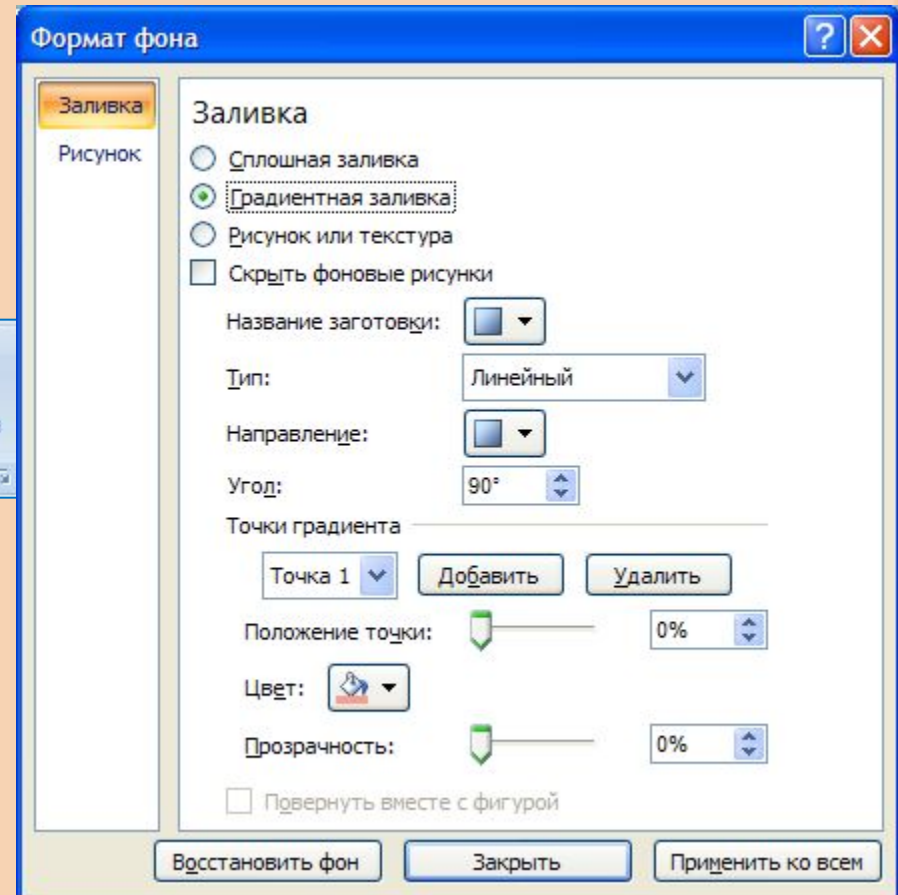 Формат фона
Заливка
Рисунок
Заливка
Сплошная заливка
Градиентная заливка
Рисунок или текстура
Скрыть фоновые рисунки
Название заготовки:
Тип: Линейный
Направление:
Угол: 90°
Точки градиента
Точка 1 Добавить Удалить
Положение точки: 0%
Цвет:
Прозрачность: 0%
Повернуть вместе с фигурой
Восстановить фон Закрыть Применить ко всем